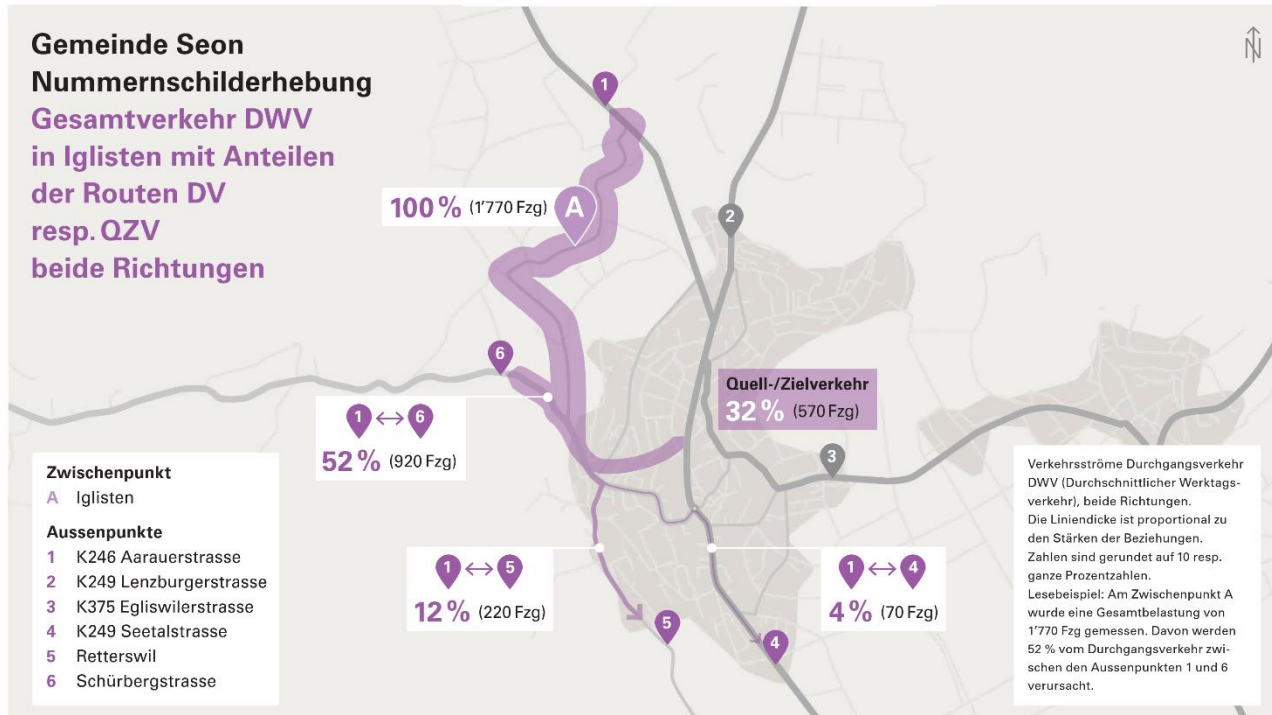 Gemeinde Seon
Nummernschilderhebung
Gesamtverkehr DWV
in Iglisten mit Anteilen
der Routen DV
resp. QZV
beide Richtungen
N
1
100 % (1'770 Fzg)
A
2
6
Quell-/Zielverkehr
32 % (570 Fzg)
1 ↔ 6
52 % (920 Fzg)
3
Zwischenpunkt
A Iglisten
Aussenpunkte
1 K246 Aarauerstrasse
2 K249 Lenzburgerstrasse
3 K375 Egliswilerstrasse
4 K249 Seetalstrasse
5 Retterswil
6 Schürbergstrasse
1 ↔ 5
12 % (220 Fzg)
5
1 ↔ 4
4 % (70 Fzg)
4
Verkehrsströme Durchgangsverkehr
DWV (Durchschnittlicher Werktags-
verkehr), beide Richtungen.
Die Liniendicke ist proportional zu
den Stärken der Beziehungen.
Zahlen sind gerundet auf 10 resp.
ganze Prozentzahlen.
Lesebeispiel: Am Zwischenpunkt A
wurde eine Gesamtbelastung von
1'770 Fzg gemessen. Davon werden
52 % vom Durchgangsverkehr zwi-
schen den Aussenpunkten 1 und 6
verursacht.